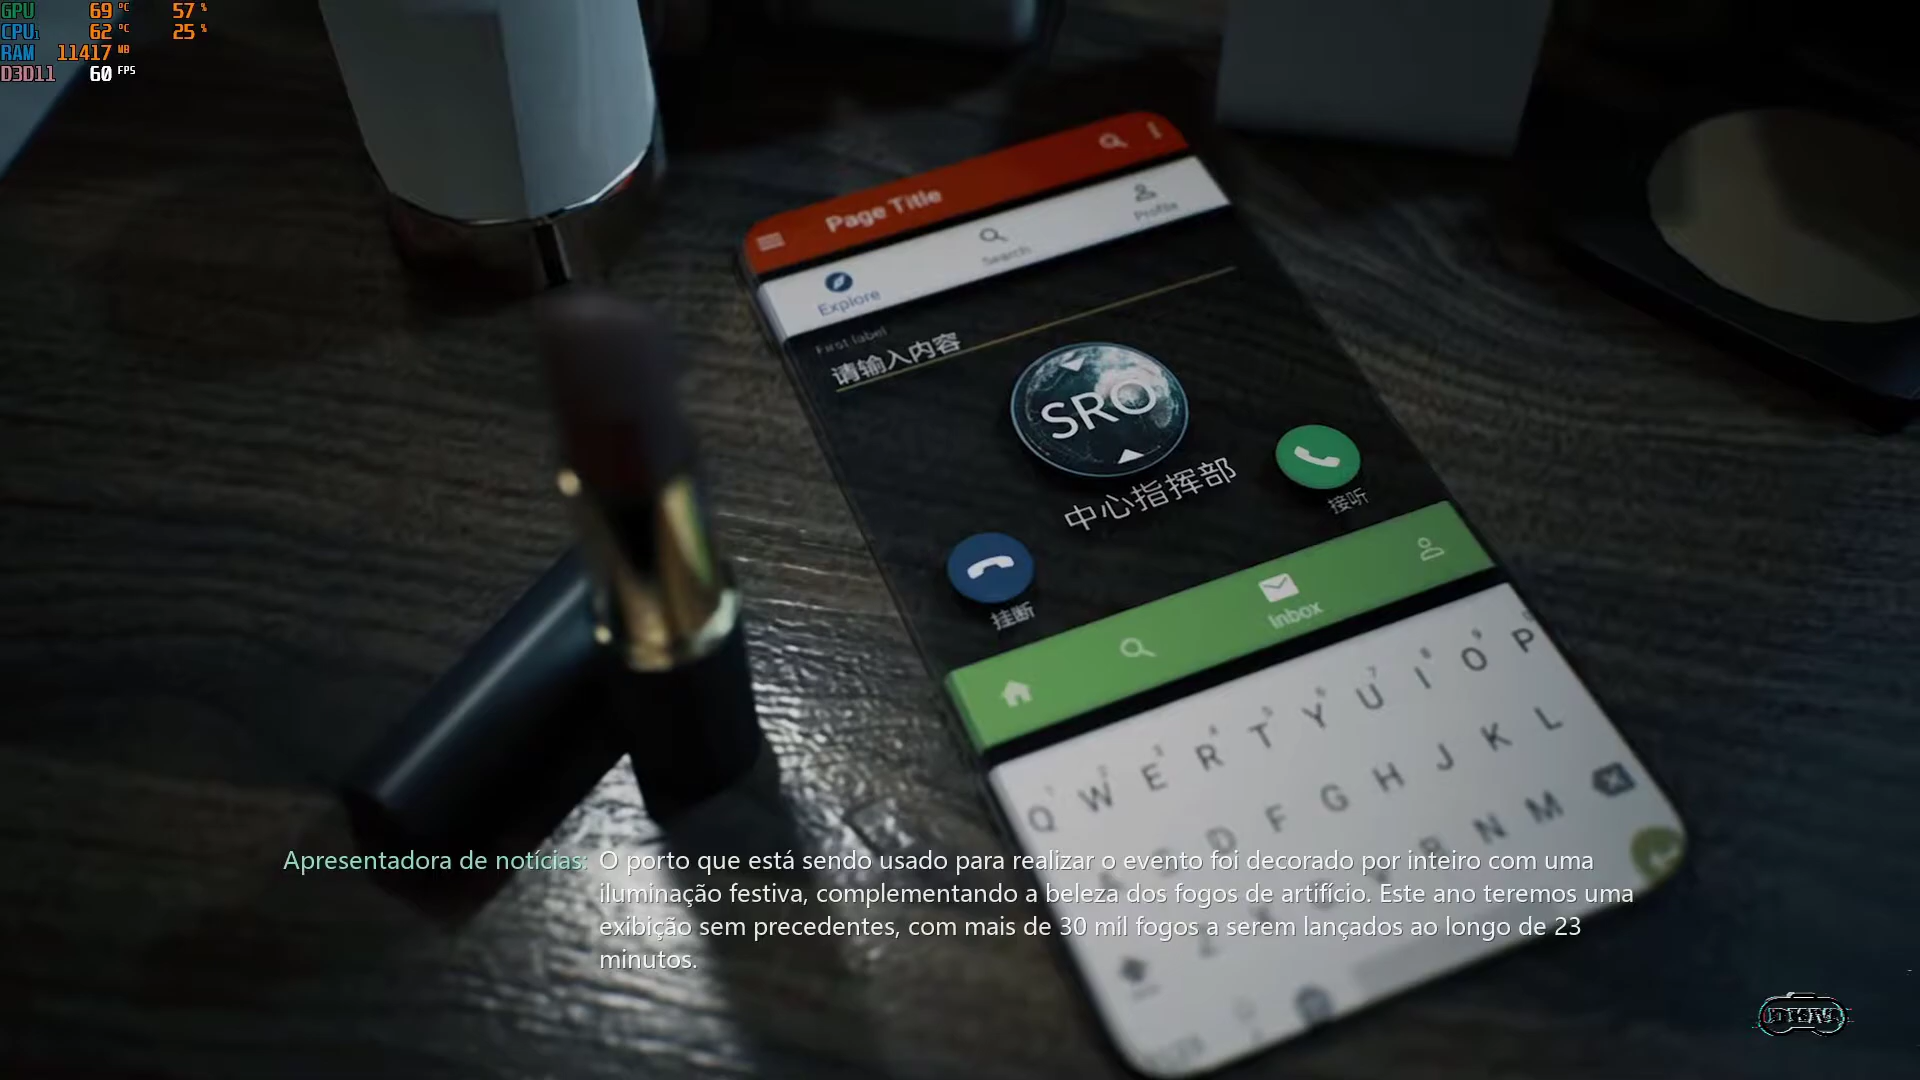 GPU 69 °C 57 %
CPU1 62 °C 25 %
RAM 11417 MB
D3D11 60 FPS
Page Title
Explore
Search
Profile
First label
请输入内容
SRO
中心指挥部
接听
挂断
Inbox
Q W E R T Y U I O P
D F G H J K L
B N M
Apresentadora de notícias: O porto que está sendo usado para realizar o evento foi decorado por inteiro com uma
iluminação festiva, complementando a beleza dos fogos de artifício. Este ano teremos uma
exibição sem precedentes, com mais de 30 mil fogos a serem lançados ao longo de 23
minutos.